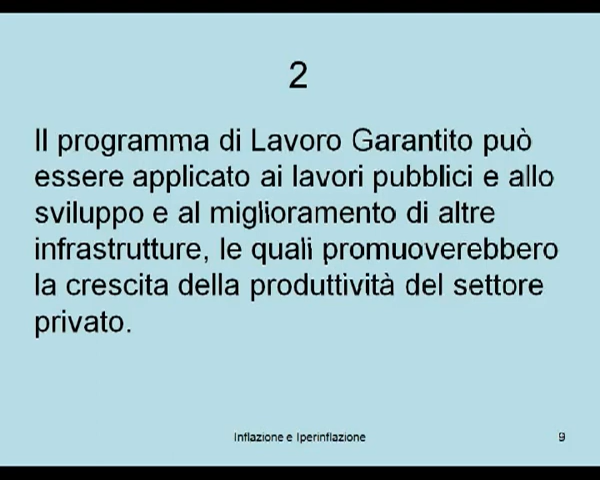 2
Il programma di Lavoro Garantito può
essere applicato ai lavori pubblici e allo
sviluppo e al miglioramento di altre
infrastrutture, le quali promuoverebbero
la crescita della produttività del settore
privato.
Inflazione e Iperinflazione
9